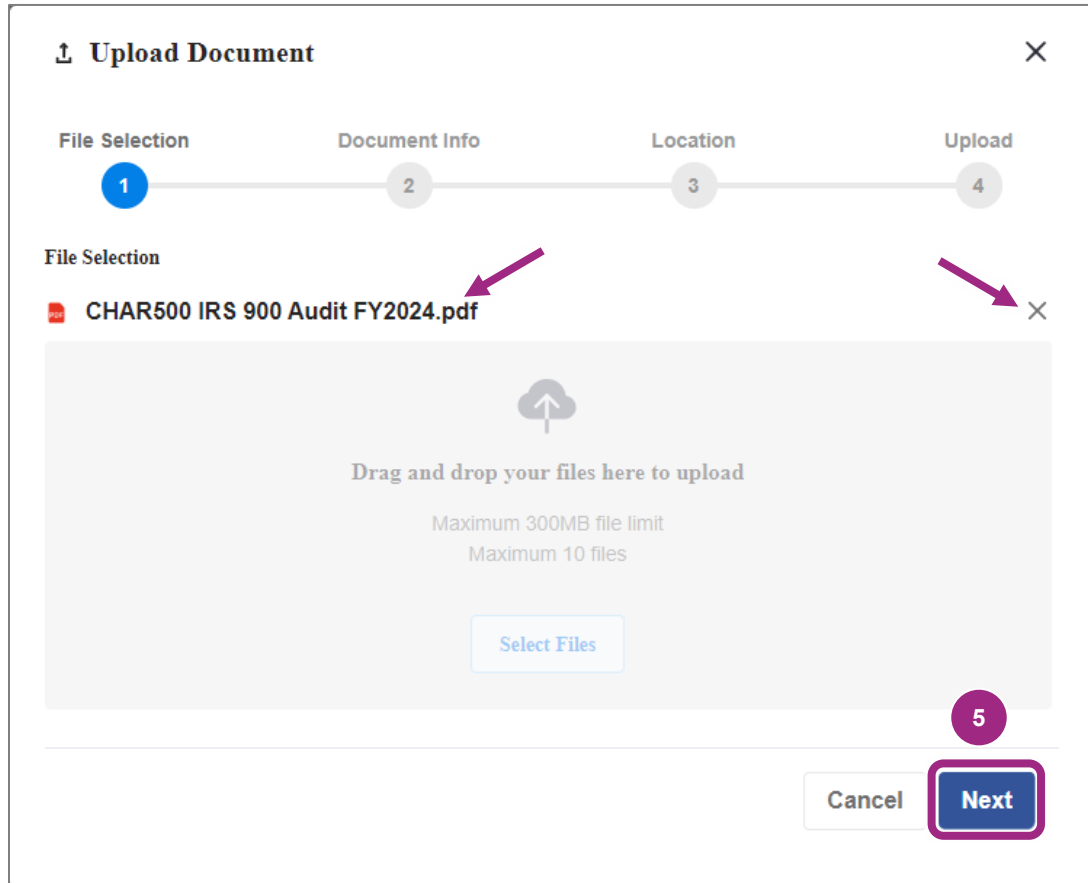 Upload Document
File Selection Document Info Location Upload
1 2 3 4
File Selection
PDF CHAR500 IRS 900 Audit FY2024.pdf
Drag and drop your files here to upload
Maximum 300MB file limit
Maximum 10 files
Select Files
5
Cancel Next